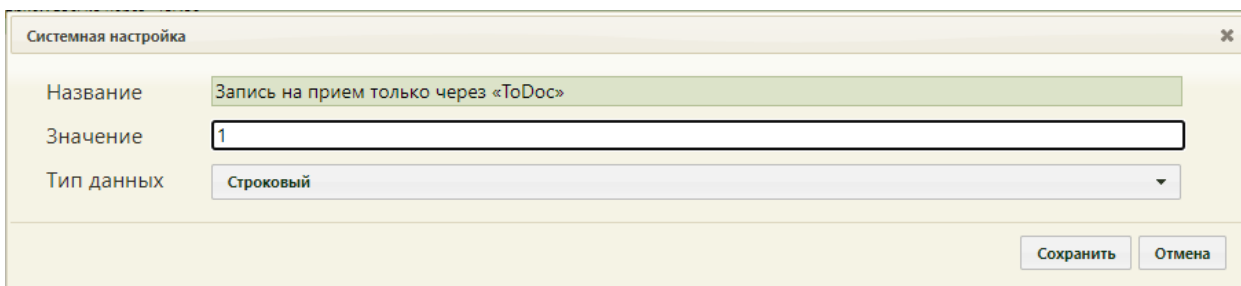 Системная настройка
Название Запись на прием только через «ToDoc»
Значение 1
Тип данных Строковый
Сохранить Отмена